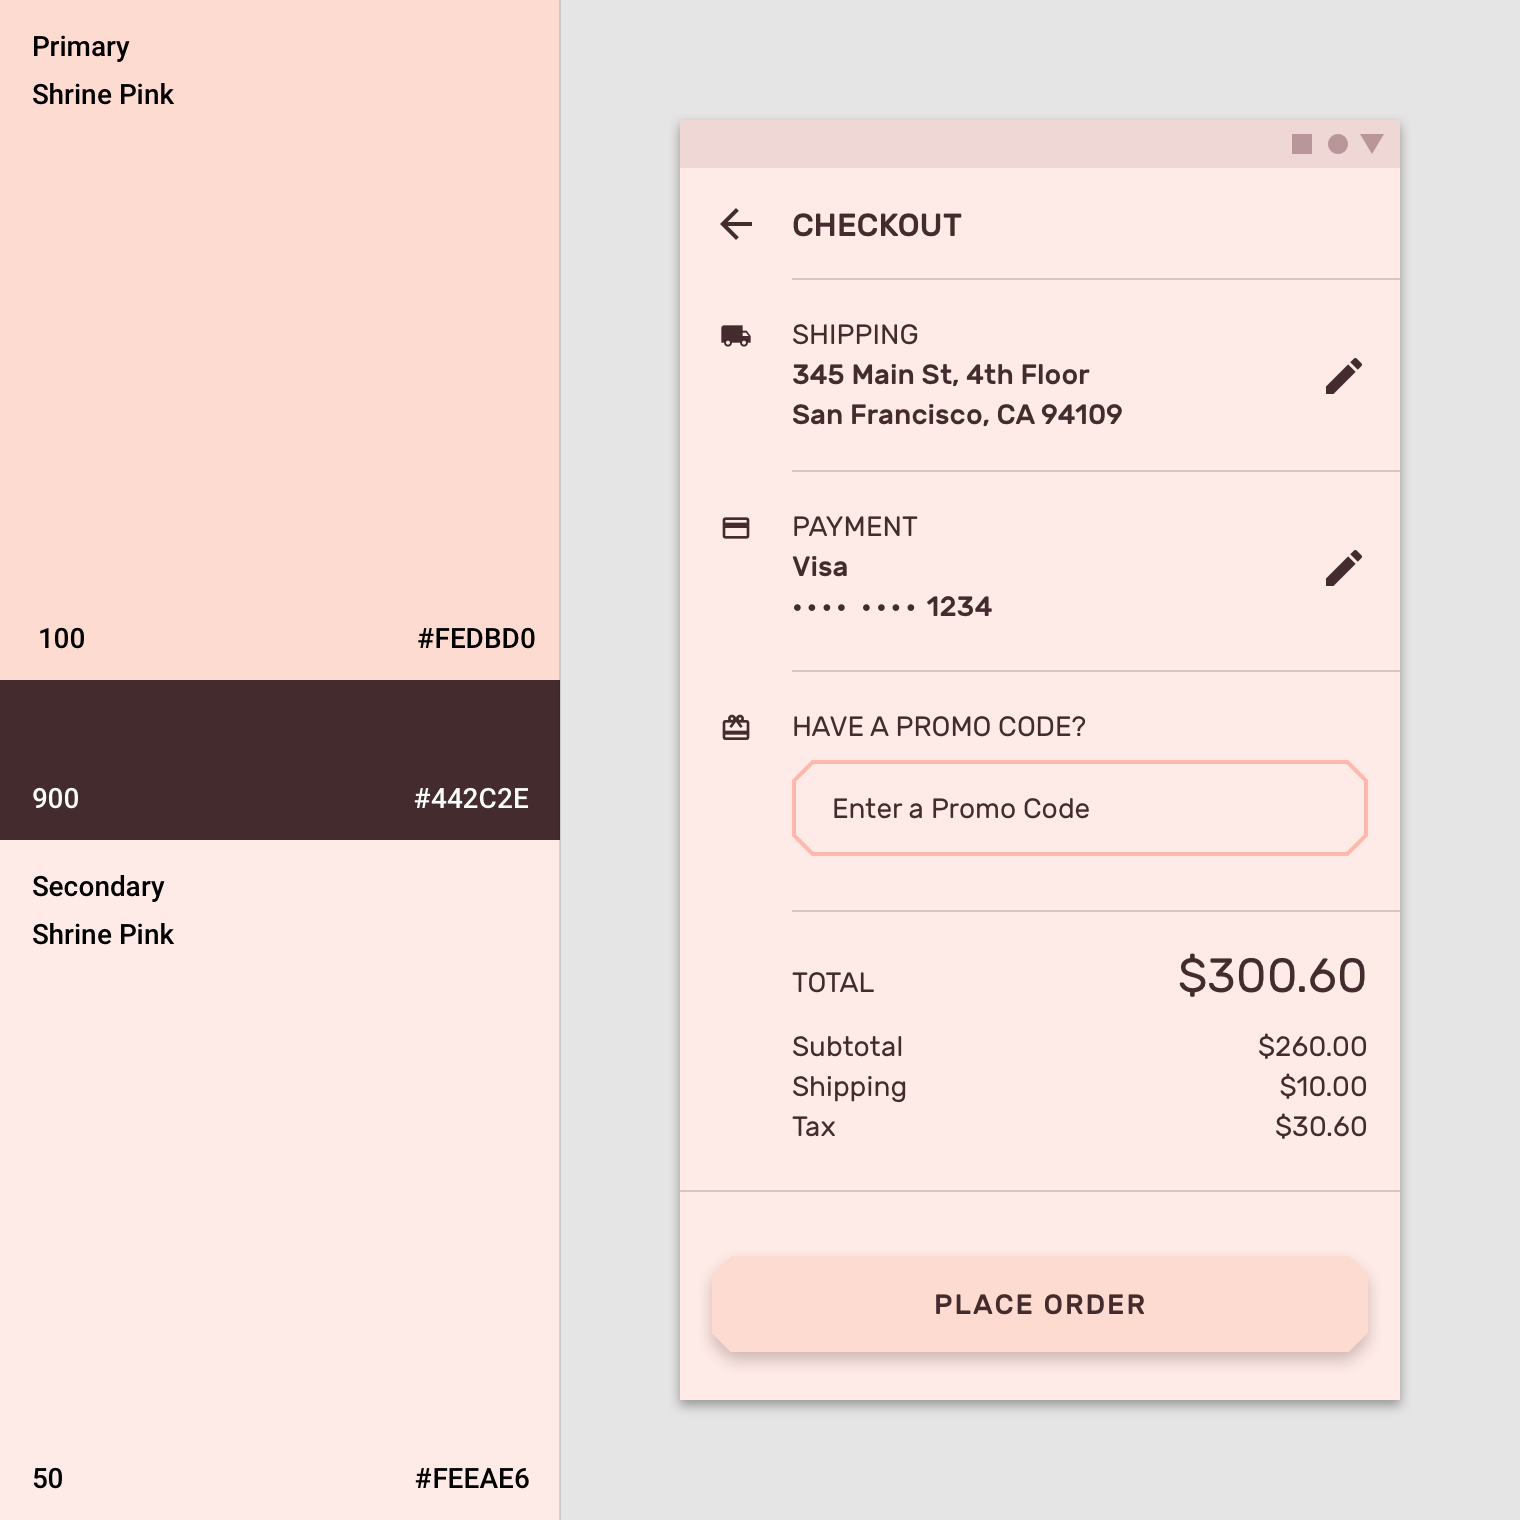 Primary
Shrine Pink
100 #FEDBD0
900 #442C2E
Secondary
Shrine Pink
50 #FEEAE6
CHECKOUT
SHIPPING
345 Main St, 4th Floor
San Francisco, CA 94109
PAYMENT
Visa
•••• •••• 1234
HAVE A PROMO CODE?
Enter a Promo Code
TOTAL $300.60
Subtotal $260.00
Shipping $10.00
Tax $30.60
PLACE ORDER